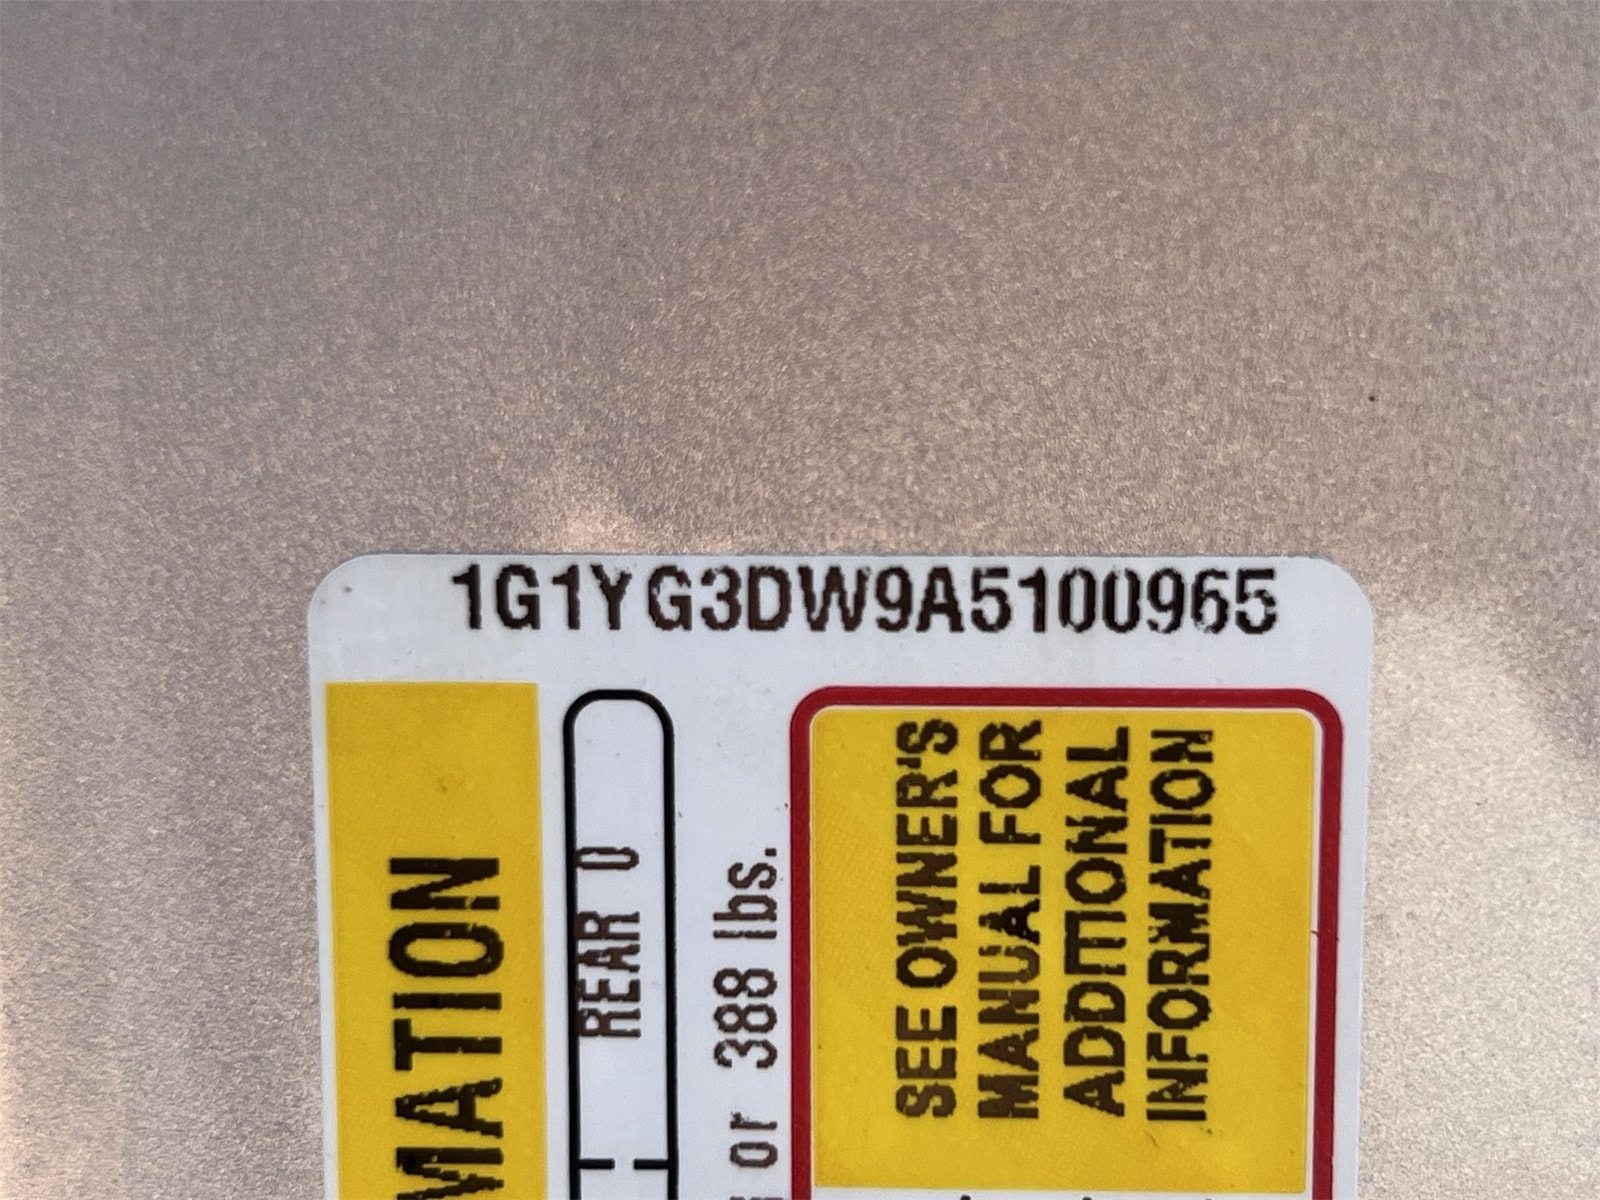 1G1YG3DW9A5100965
MATION
REAR 0
or 388 lbs.
SEE OWNER'S
MANUAL FOR
ADDITIONAL
INFORMATION